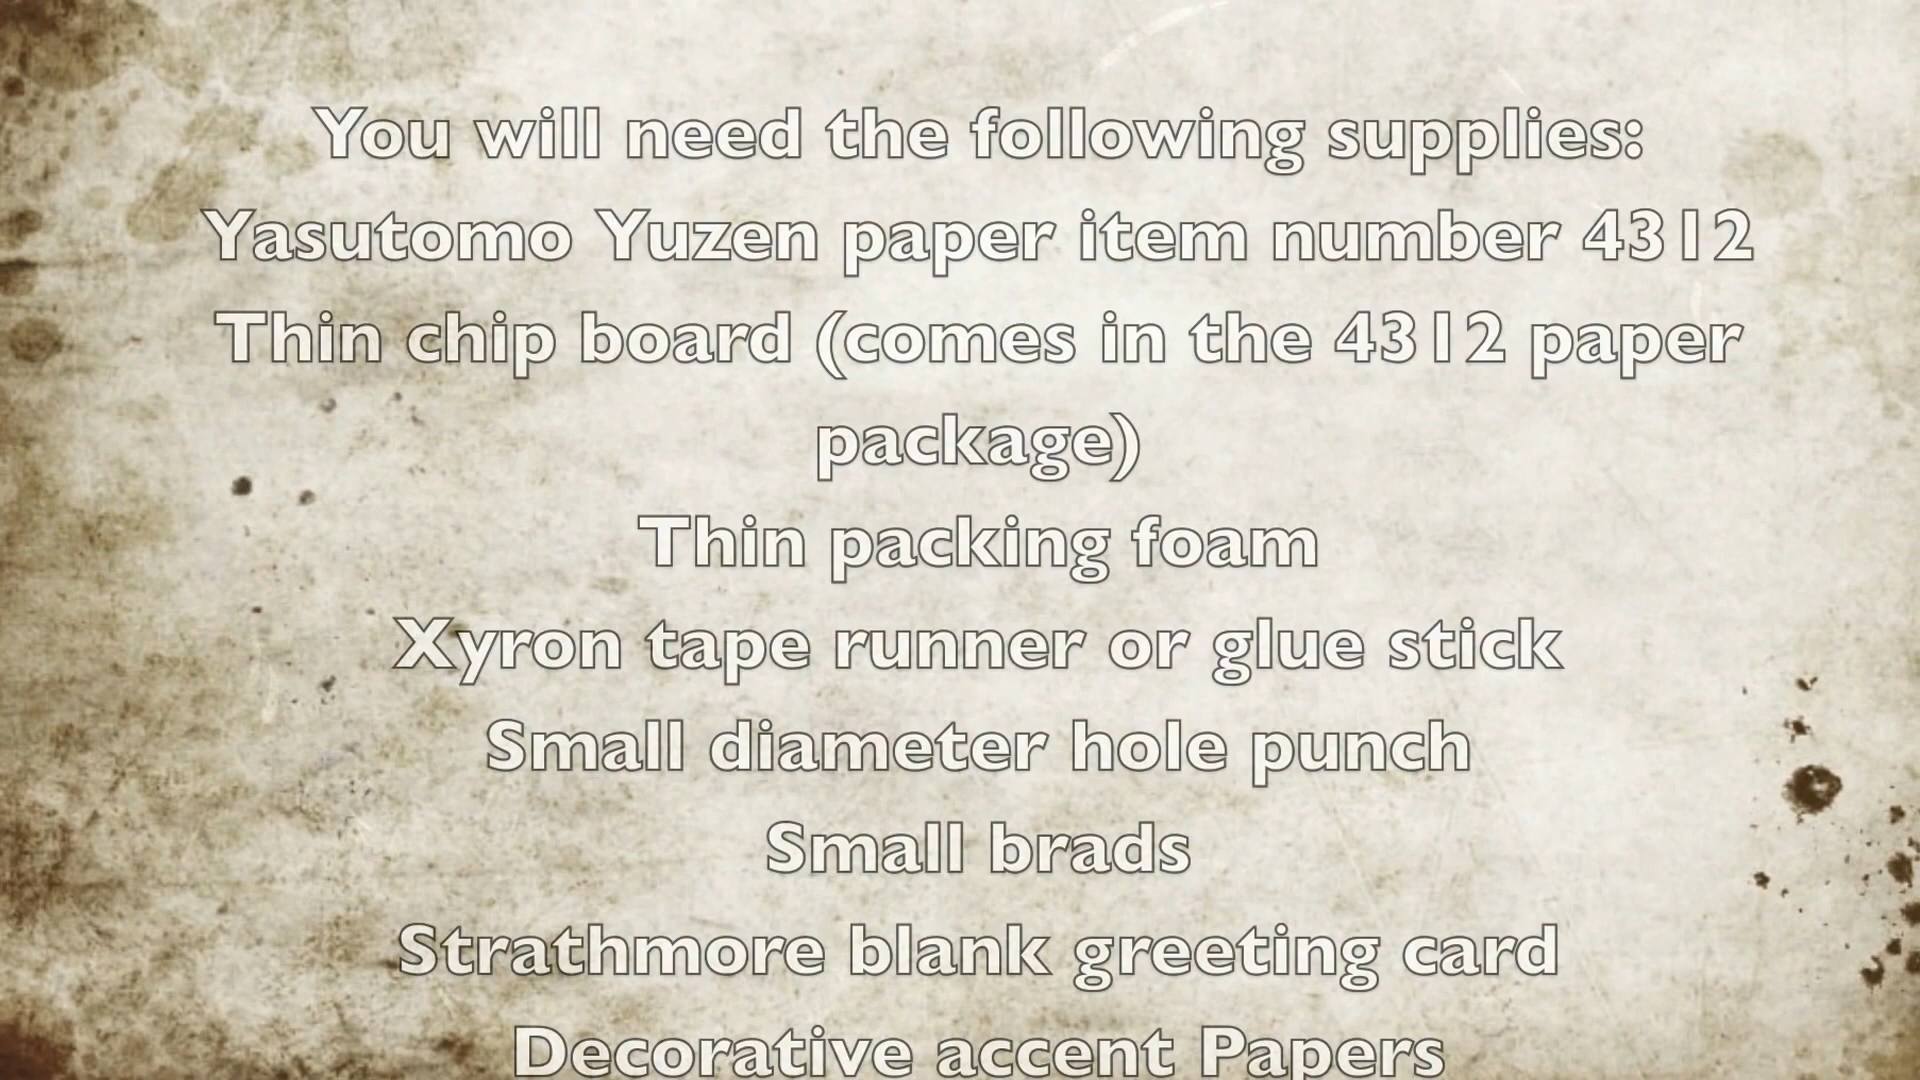 You will need the following supplies:
Yasutomo Yuzen paper item number 4312
Thin chip board (comes in the 4312 paper
package)
Thin packing foam
Xyron tape runner or glue stick
Small diameter hole punch
Small brads
Strathmore blank greeting card
Decorative accent Papers